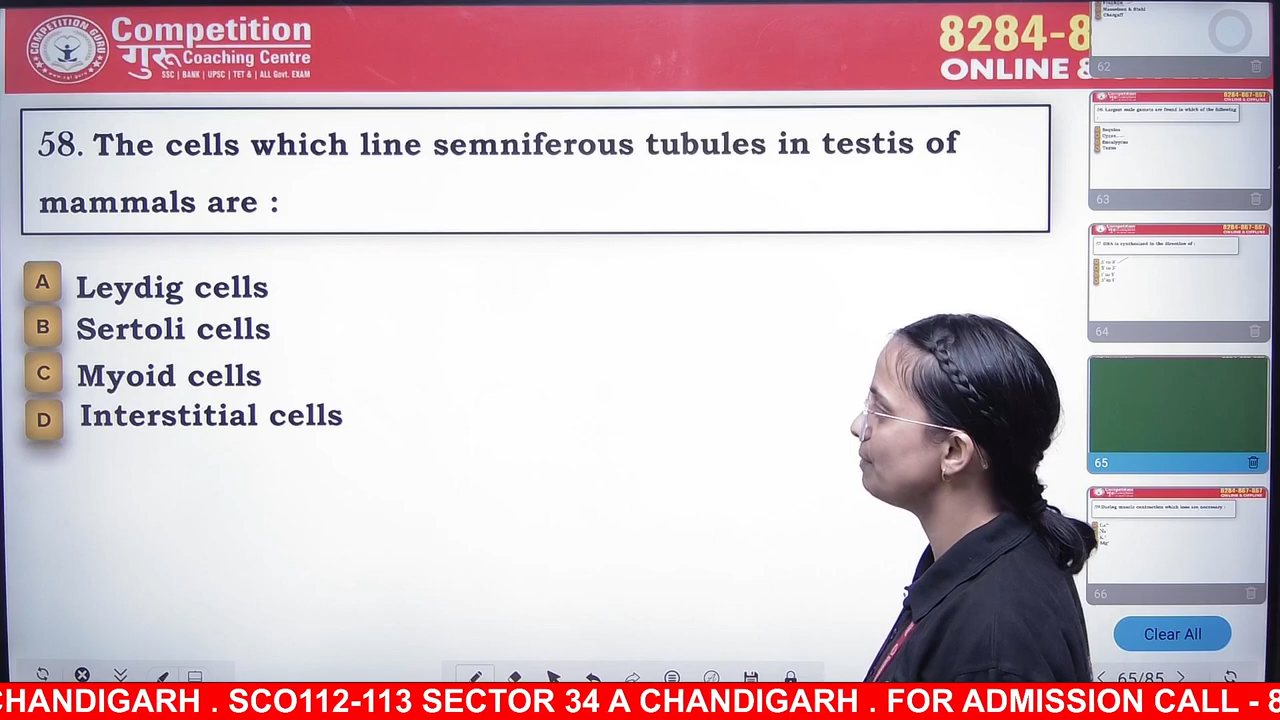 Competition
गुरू Coaching Centre
SSC | BANK | UPSC | TET & | ALL Govt. EXAM
COMPETITION GURU
8284-8
ONLINE &
58. The cells which line semniferous tubules in testis of
mammals are :
A Leydig cells
B Sertoli cells
C Myoid cells
D Interstitial cells
62
63
64
65
66
Clear All
65/85
CHANDIGARH . SCO112-113 SECTOR 34 A CHANDIGARH . FOR ADMISSION CALL - 8